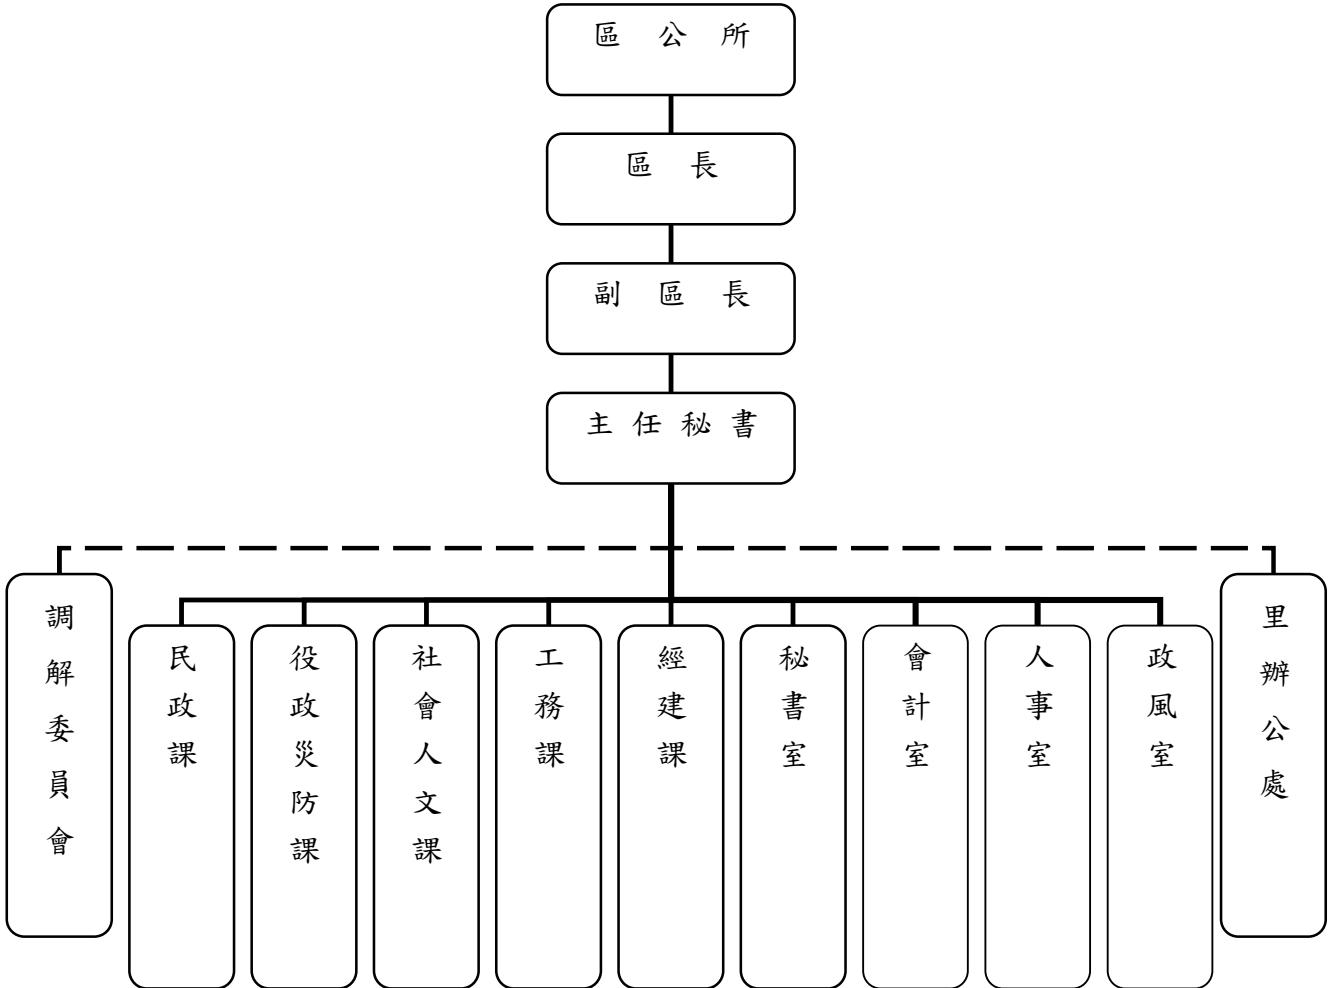 區公所
區長
副區長
主任秘書
調解委員會
民政課
役政災防課
社會人文課
工務課
經建課
秘書室
會計室
人事室
政風室
里辦公處